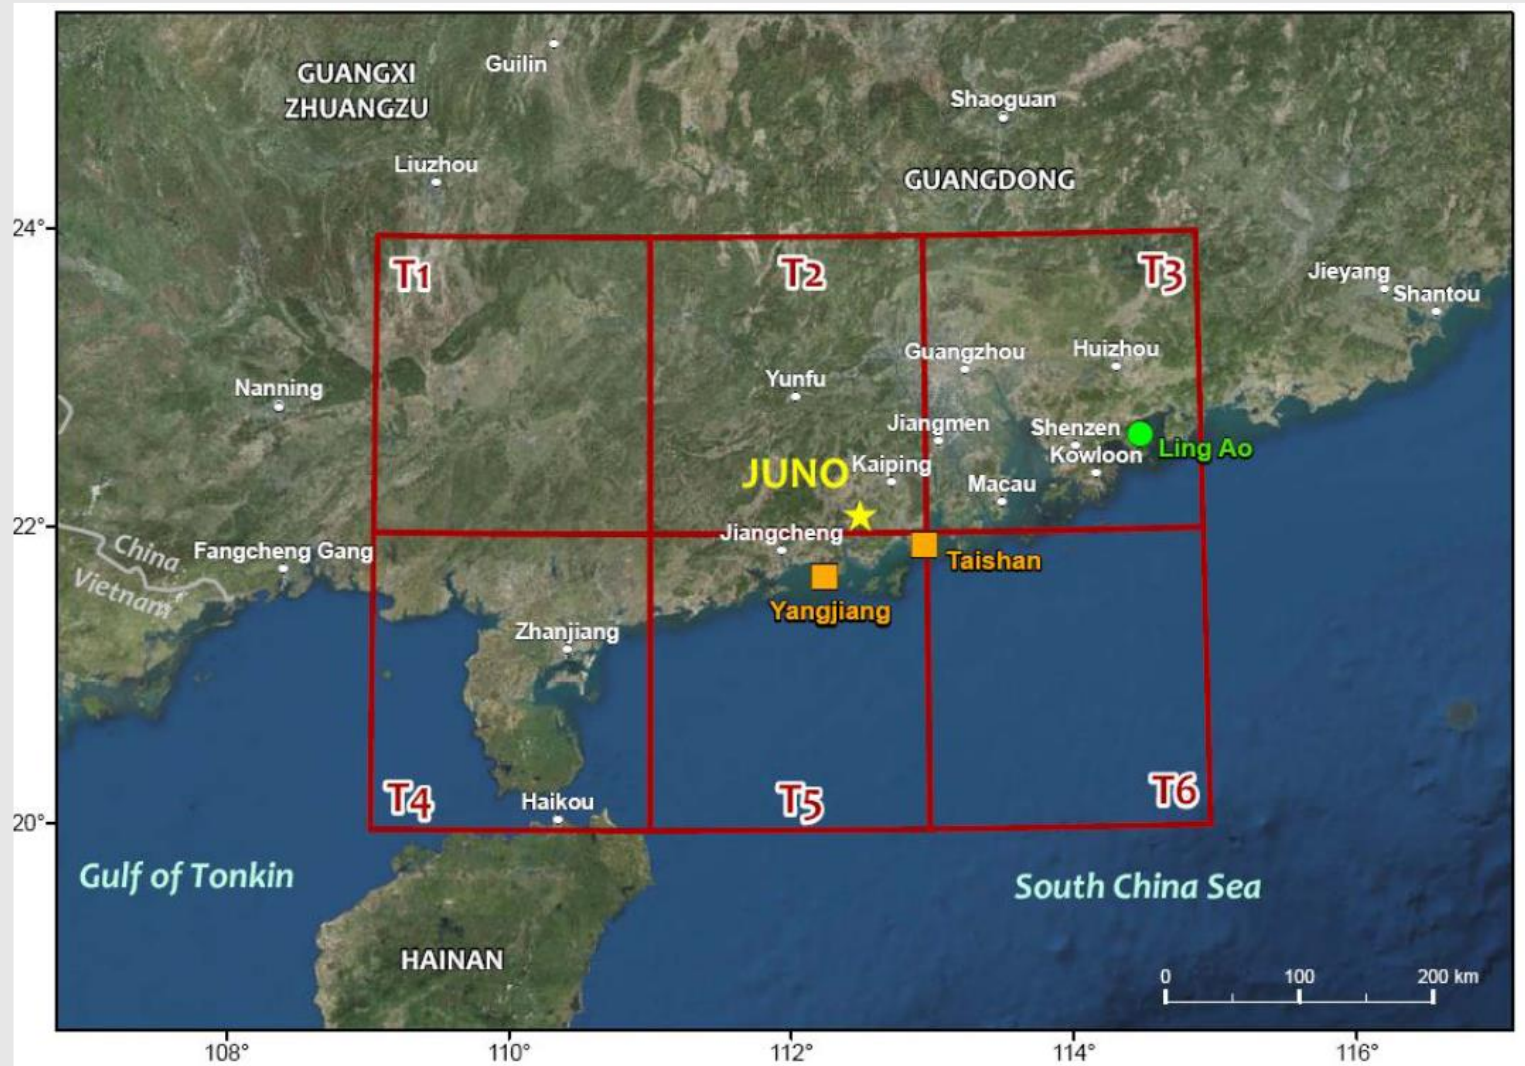 GUANGXI
ZHUANGZU
Guilin
Shaoguan
Liuzhou
GUANGDONG
24°
T1
T2
T3
Jieyang
Shantou
Guangzhou
Huizhou
Nanning
Yunfu
Jiangmen
Shenzen
Ling Ao
Kowloon
JUNO
Kaiping
Macau
22°
Jiangcheng
China
Fangcheng Gang
Vietnam
Taishan
Yangjiang
Zhanjiang
T4
Haikou
T5
T6
20°
Gulf of Tonkin
South China Sea
HAINAN
0 100 200 km
108° 110° 112° 114° 116°